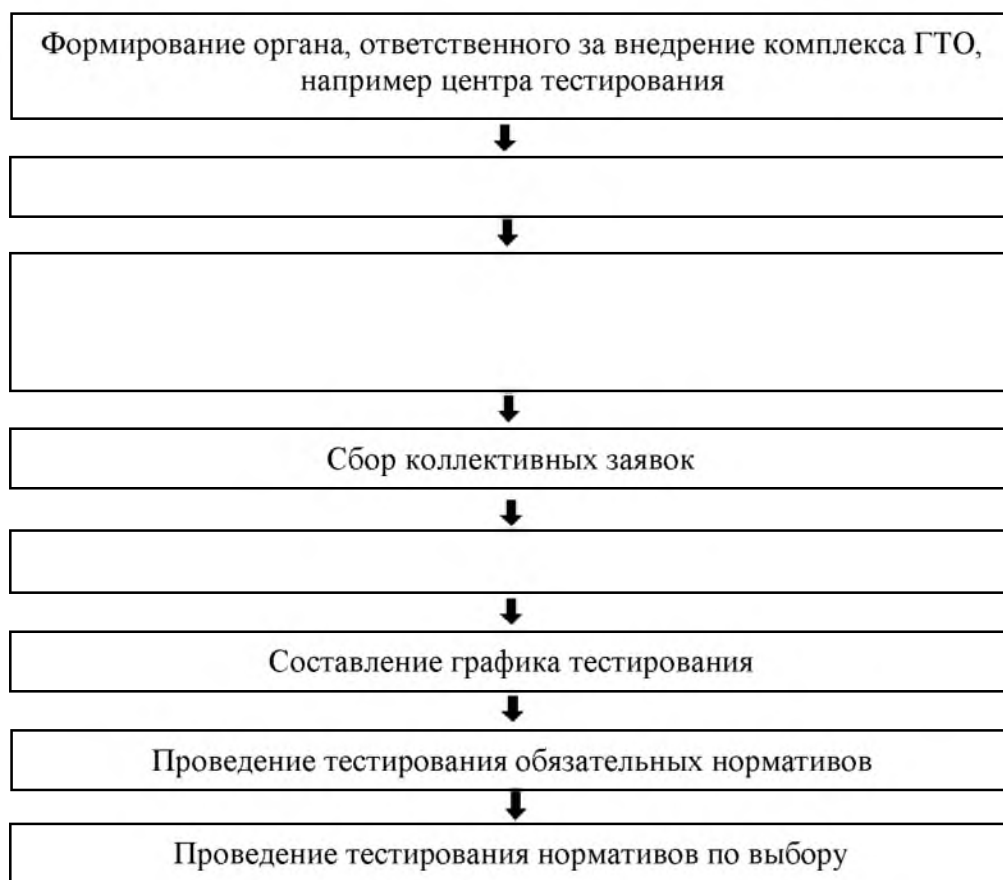 Формирование органа, ответственного за внедрение комплекса ГТО,
например центра тестирования
Сбор коллективных заявок
Составление графика тестирования
Проведение тестирования обязательных нормативов
Проведение тестирования нормативов по выбору